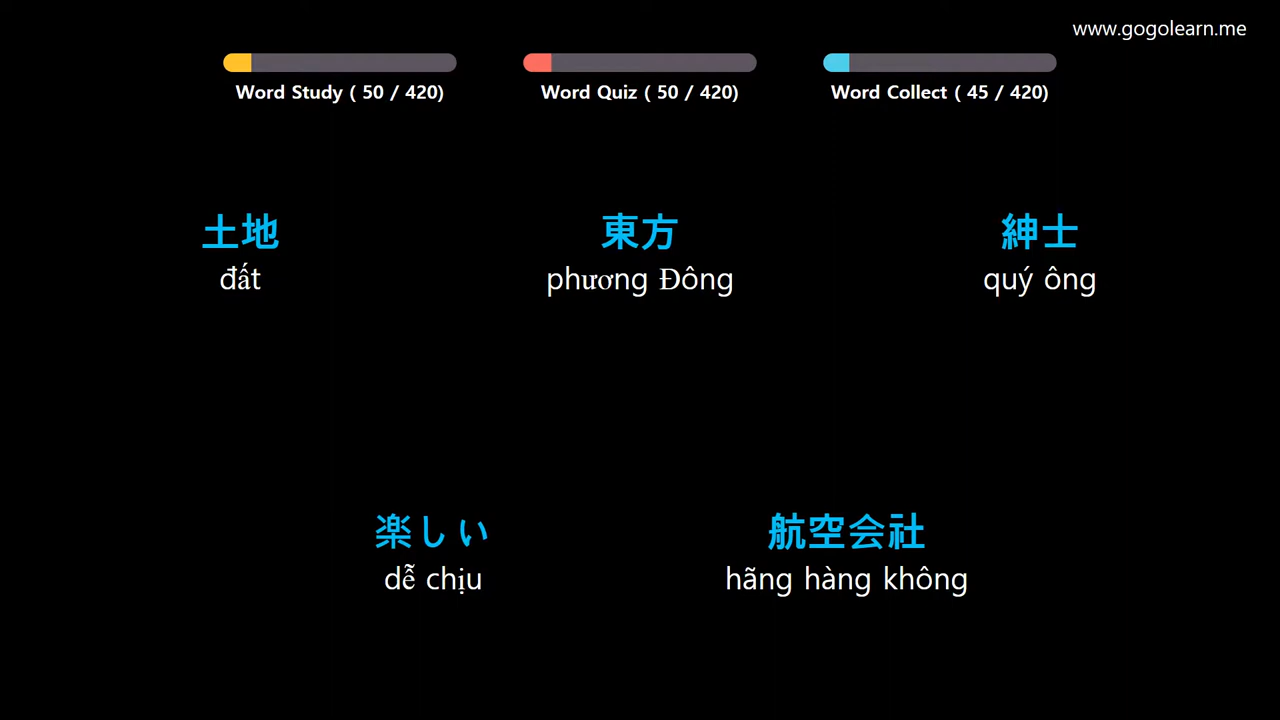 www.gogolearn.me
Word Study ( 50 / 420)
Word Quiz ( 50 / 420)
Word Collect ( 45 / 420)
土地
đất
東方
phương Đông
紳士
quý ông
楽しい
dễ chịu
航空会社
hãng hàng không